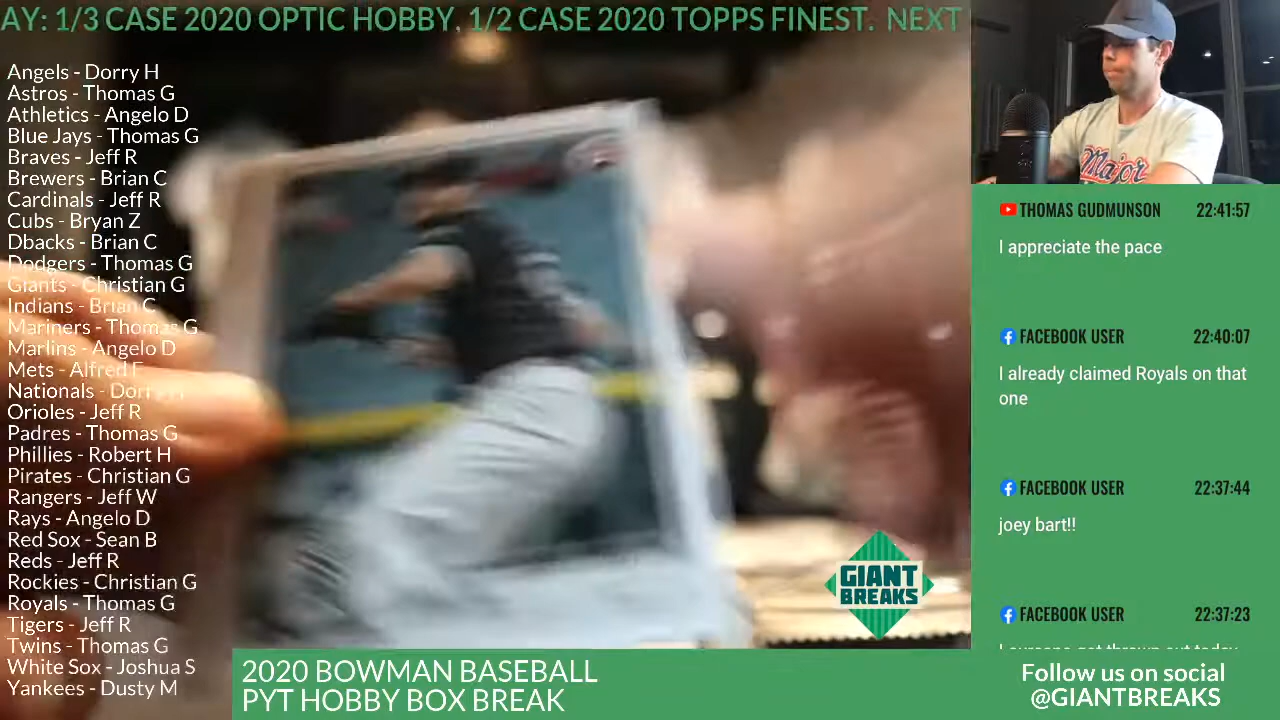 AY: 1/3 CASE 2020 OPTIC HOBBY, 1/2 CASE 2020 TOPPS FINEST. NEXT
Angels - Dorry H
Astros - Thomas G
Athletics - Angelo D
Blue Jays - Thomas G
Braves - Jeff R
Brewers - Brian C
Cardinals - Jeff R
Cubs - Bryan Z
Dbacks - Brian C
Dodgers - Thomas G
Giants - Christian G
Indians - Brian C
Mariners - Thomas G
Marlins - Angelo D
Mets - Alfred F
Nationals - Dorry H
Orioles - Jeff R
Padres - Thomas G
Phillies - Robert H
Pirates - Christian G
Rangers - Jeff W
Rays - Angelo D
Red Sox - Sean B
Reds - Jeff R
Rockies - Christian G
Royals - Thomas G
Tigers - Jeff R
Twins - Thomas G
White Sox - Joshua S
Yankees - Dusty M
GIANT
BREAKS
2020 BOWMAN BASEBALL
PYT HOBBY BOX BREAK
Major
THOMAS GUDMUNSON 22:41:57
I appreciate the pace
FACEBOOK USER 22:40:07
I already claimed Royals on that
one
FACEBOOK USER 22:37:44
joey bart!!
FACEBOOK USER 22:37:23
Follow us on social
@GIANTBREAKS